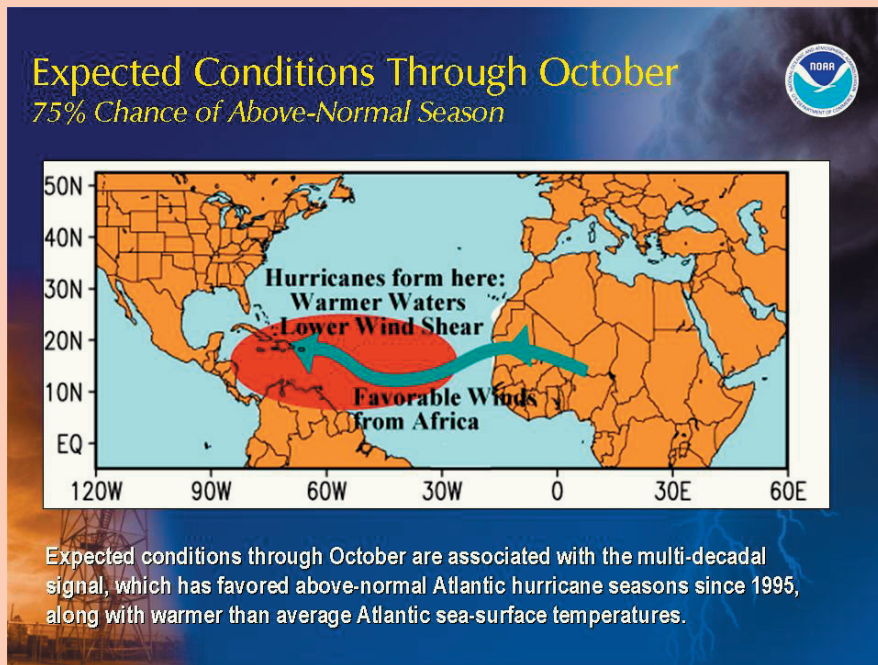 Expected Conditions Through October
75% Chance of Above-Normal Season
NOAA
50N
40N
30N
20N
10N
EQ
Hurricanes form here:
Warmer Waters
Lower Wind Shear
Favorable Winds
from Africa
120W 90W 60W 30W 0 30E 60E
Expected conditions through October are associated with the multi-decadal
signal, which has favored above-normal Atlantic hurricane seasons since 1995,
along with warmer than average Atlantic sea-surface temperatures.